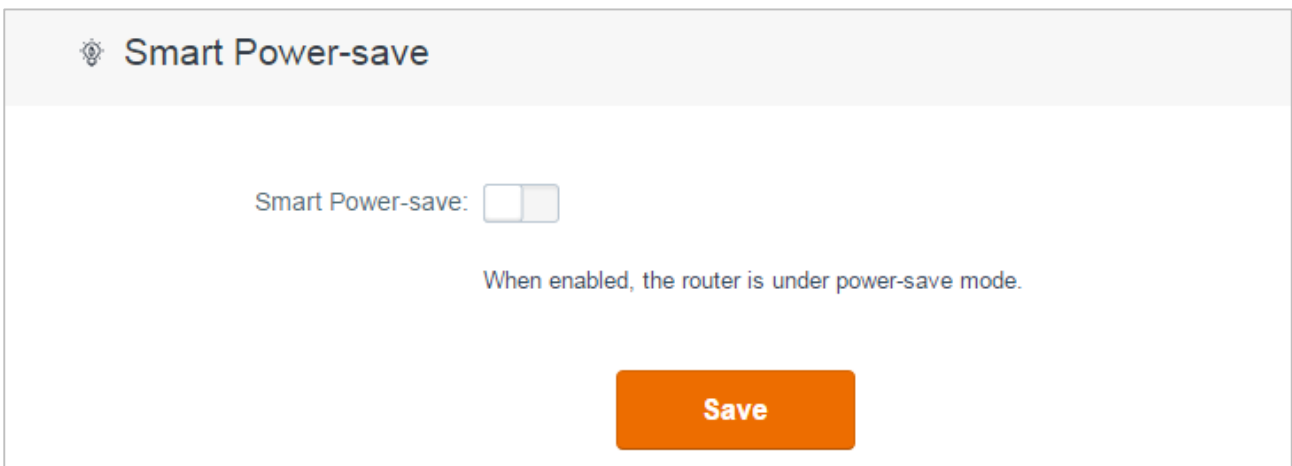 Smart Power-save
Smart Power-save:
When enabled, the router is under power-save mode.
Save